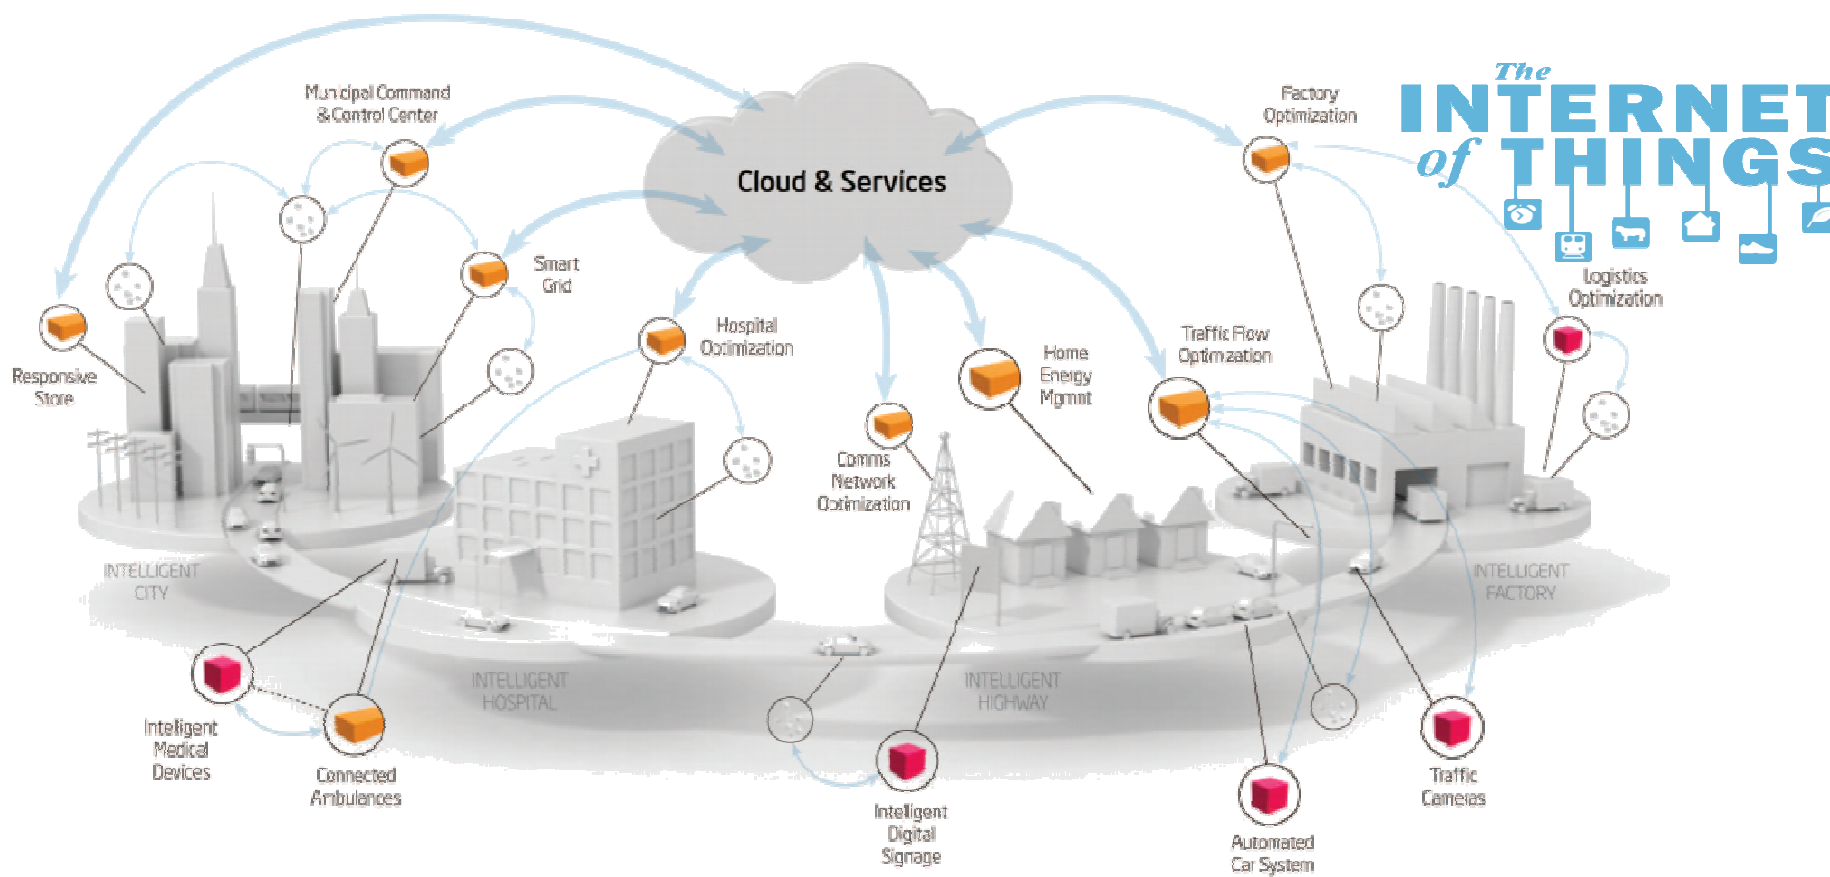 The
INTERNET
of THINGS
Municipal Command
& Control Center
Factory
Optimization
Cloud & Services
Smart
Grid
Logistics
Optimization
Hospital
Optimization
Traffic Flow
Optimization
Home
Energy
Mgmnt
Responsive
Store
Comms
Network
Optimization
INTELLIGENT
CITY
INTELLIGENT
FACTORY
INTELLIGENT
HOSPITAL
INTELLIGENT
HIGHWAY
Intelligent
Medical
Devices
Connected
Ambulances
Intelligent
Digital
Signage
Traffic
Cameras
Automated
Car System